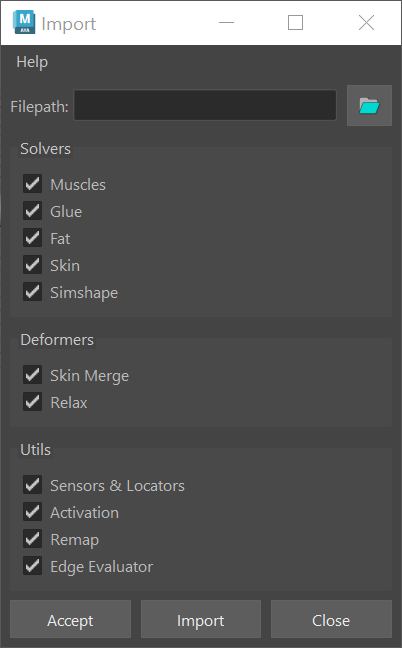 M
AYA
Import
Help
Filepath:
Solvers
Muscles
Glue
Fat
Skin
Simshape
Deformers
Skin Merge
Relax
Utils
Sensors & Locators
Activation
Remap
Edge Evaluator
Accept Import Close